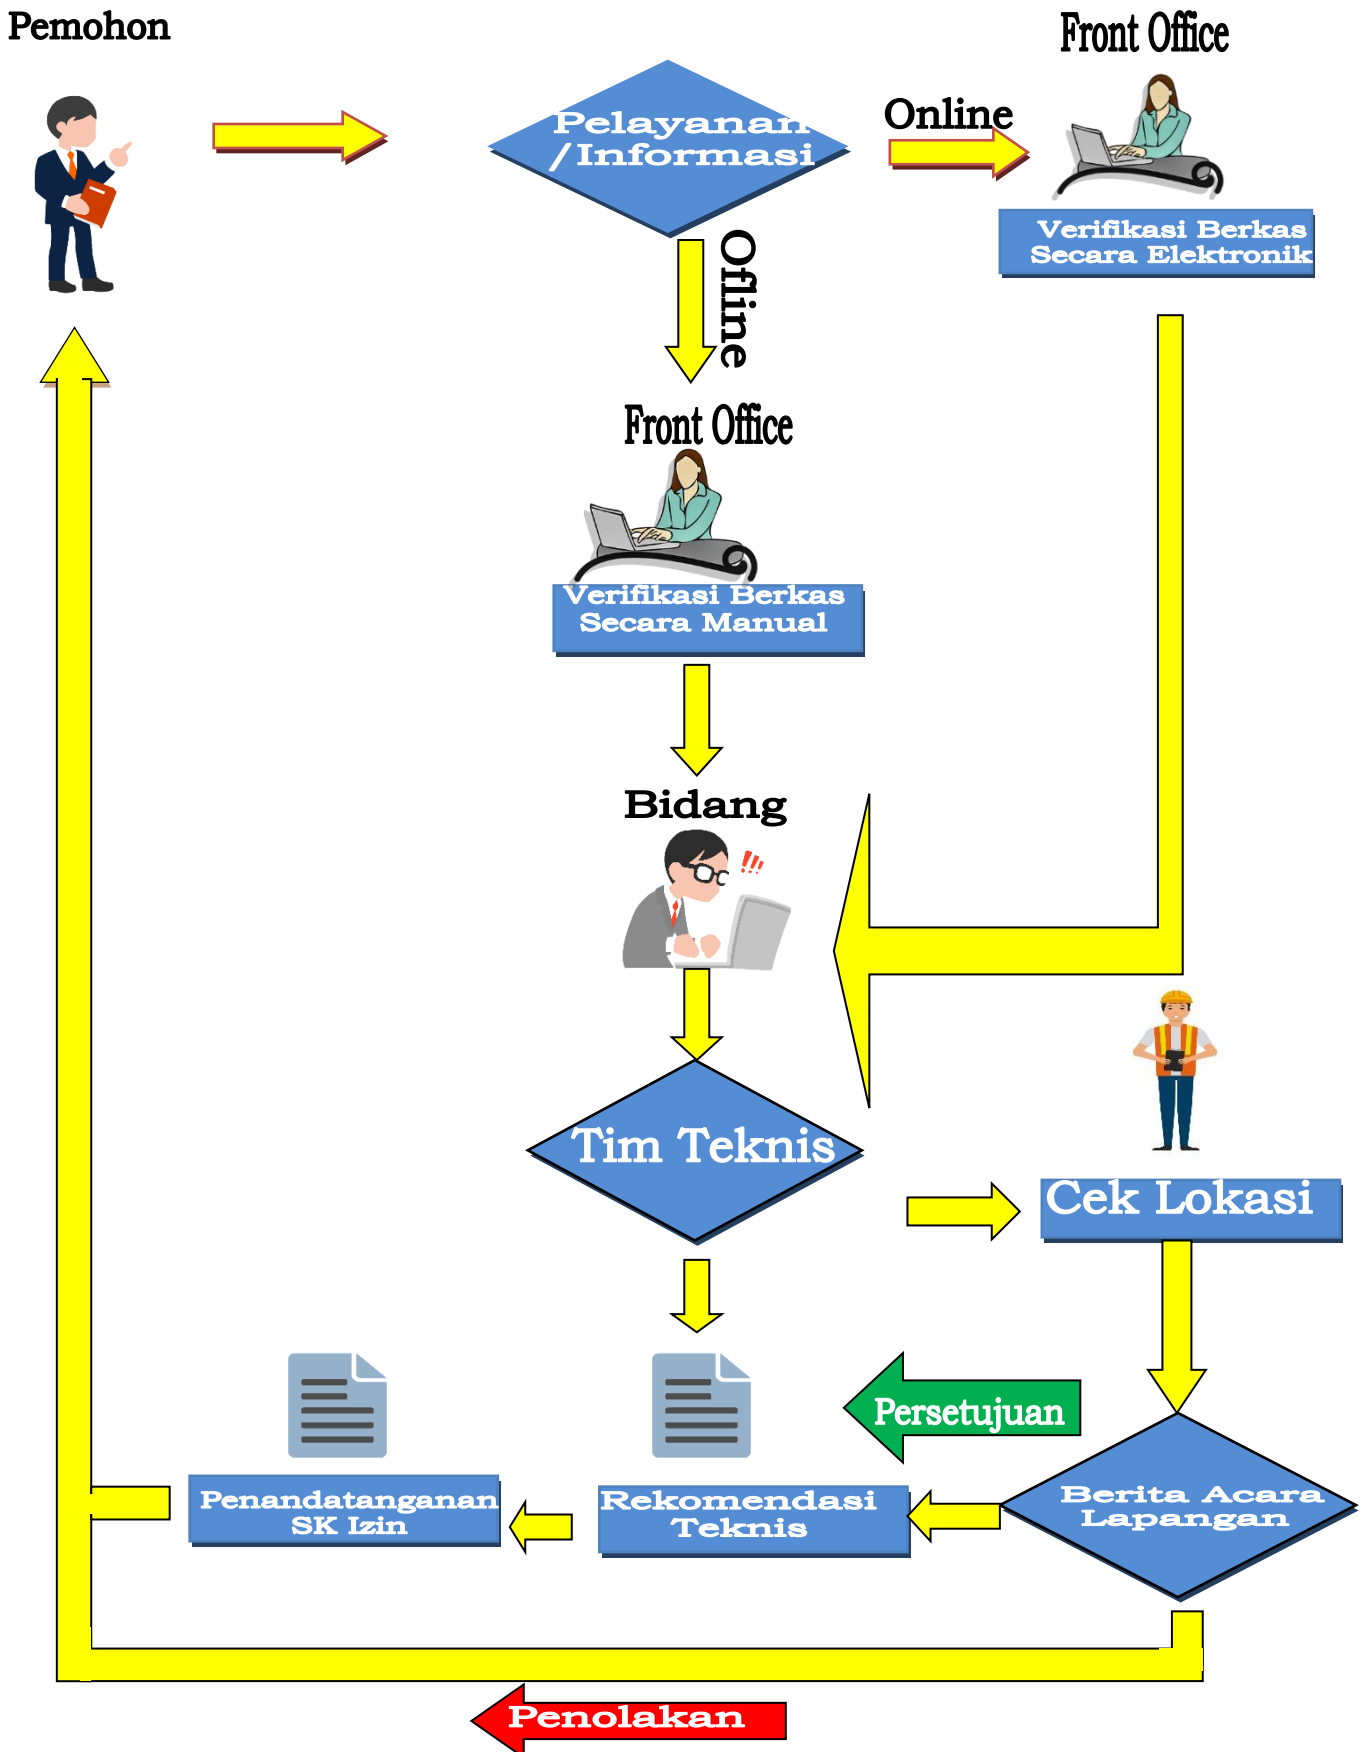 Pemohon
Front Office
Pelayanan
/Informasi
Online
Verifikasi Berkas
Secara Elektronik
Ofline
Front Office
Verifikasi Berkas
Secara Manual
Bidang
Tim Teknis
Cek Lokasi
Persetujuan
Berita Acara
Lapangan
Rekomendasi
Teknis
Penandatanganan
SK Izin
Penolakan